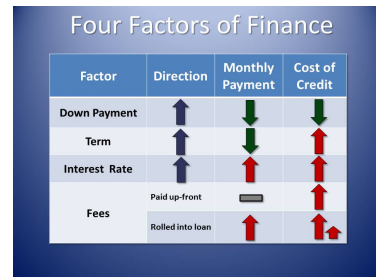 Four Factors of Finance
Factor Direction Monthly Payment Cost of Credit
Down Payment
Term
Interest Rate
Fees
Paid up-front
Rolled into loan